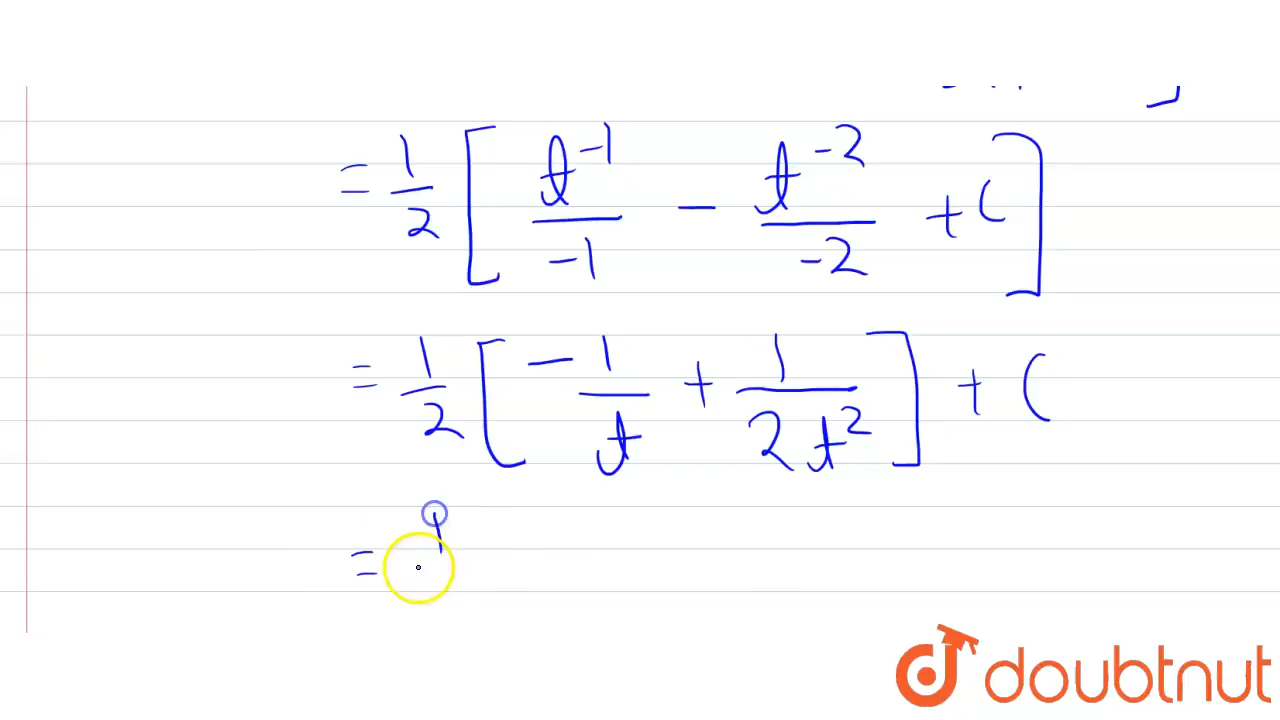 = 1/2 [ t^-1/-1 - t^-2/-2 + C ]
= 1/2 [ -1/t + 1/2t^2 ] + C
= 1
doubtnut